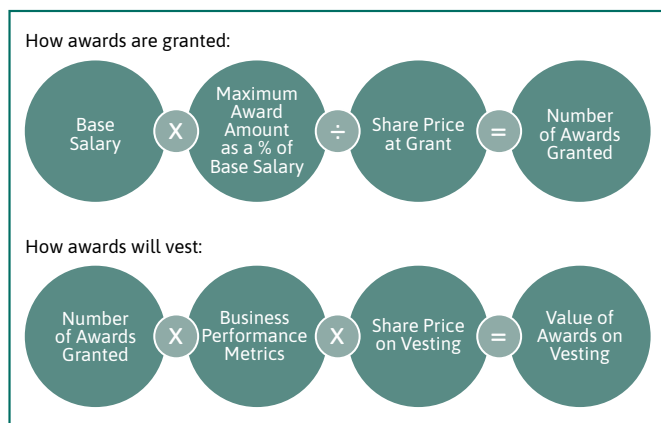 How awards are granted:
Base
Salary
X
Maximum
Award
Amount
as a % of
Base Salary
÷
Share Price
at Grant
=
Number
of Awards
Granted
How awards will vest:
Number
of Awards
Granted
X
Business
Performance
Metrics
X
Share Price
on Vesting
=
Value of
Awards on
Vesting